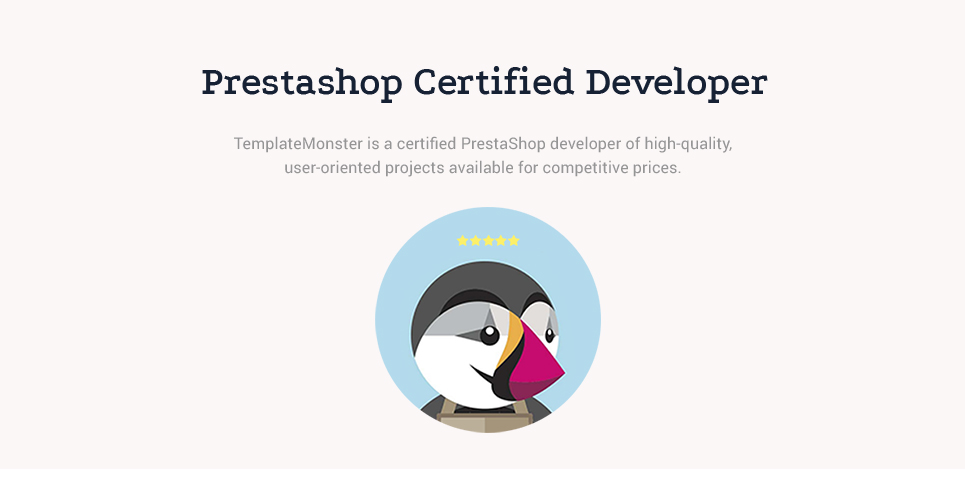 Prestashop Certified Developer
TemplateMonster is a certified PrestaShop developer of high-quality,
user-oriented projects available for competitive prices.